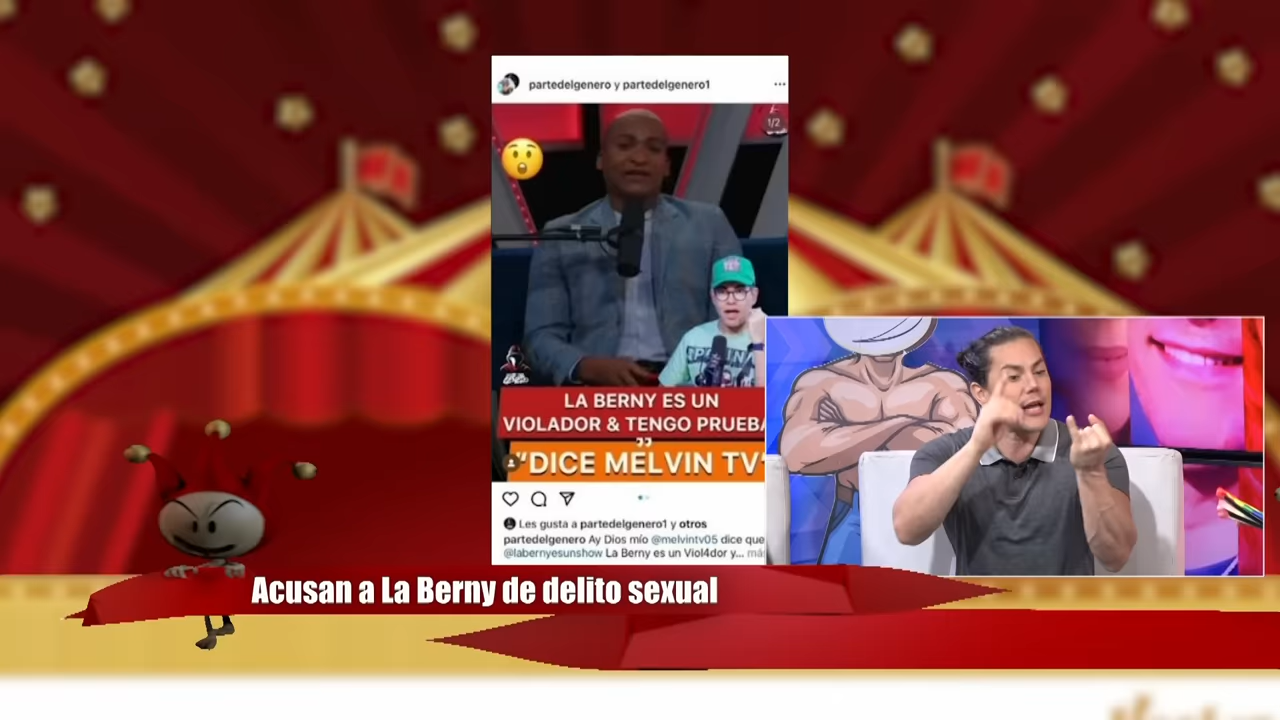 partedelgenero y partedelgenero1
1/2
LA BERNY ES UN
VIOLADOR & TENGO PRUEBA
"DICE MELVIN TV"
Les gusta a partedelgenero1 y otros
partedelgenero Ay Dios mío @melvintv05 dice que
@labernyesunshow La Berny es un Viol4dor y... má
Acusan a La Berny de delito sexual